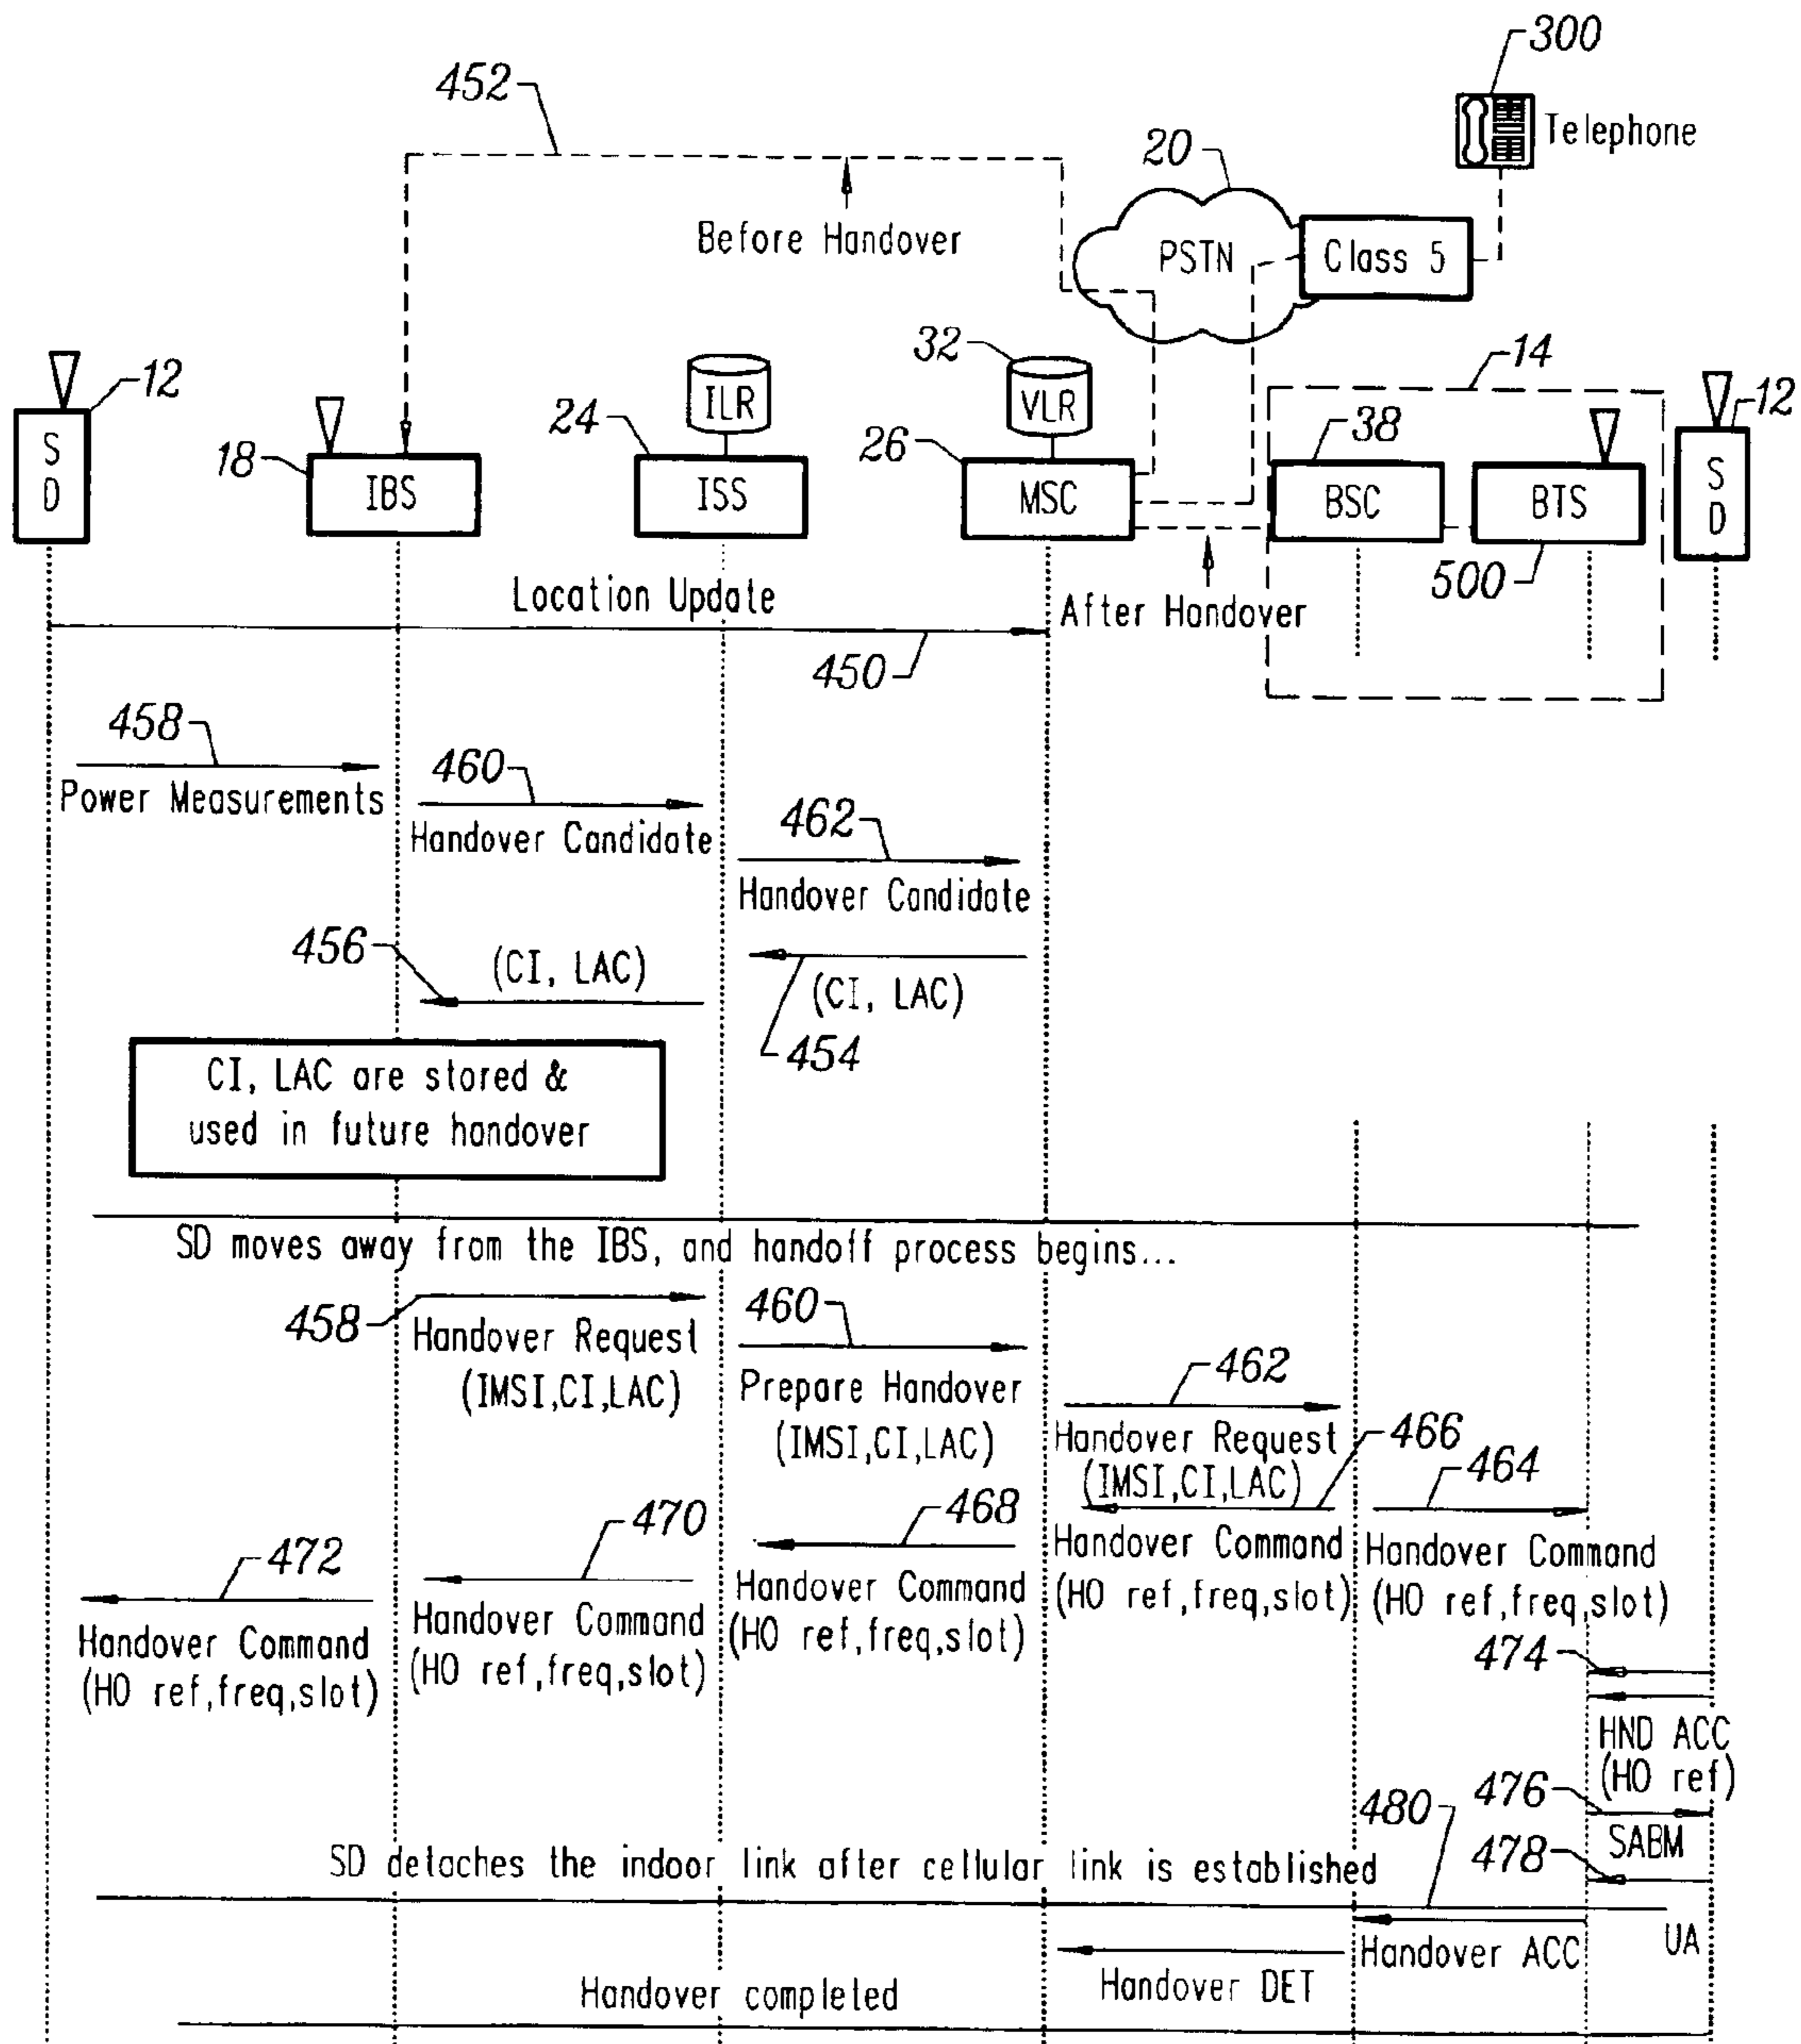 300
452
Telephone
20
Before Handover
PSTN
Class 5
32
14
12
ILR
VLR
12
S
D
24
26
38
S
D
18
IBS
ISS
MSC
BSC
BTS
500
Location Update
After Handover
450
458
460
Power Measurements
462
Handover Candidate
Handover Candidate
456
(CI, LAC)
(CI, LAC)
454
CI, LAC are stored &
used in future handover
SD moves away from the IBS, and handoff process begins...
458
460
Handover Request
(IMSI,CI,LAC)
Prepare Handover
(IMSI,CI,LAC)
462
Handover Request
(IMSI,CI,LAC)
466
464
468
470
472
Handover Command
(HO ref,freq,slot)
Handover Command
(HO ref,freq,slot)
Handover Command
(HO ref,freq,slot)
Handover Command
(HO ref,freq,slot)
Handover Command
(HO ref,freq,slot)
474
HND ACC
(HO ref)
476
480
SABM
478
SD detaches the indoor link after cellular link is established
UA
Handover ACC
Handover DET
Handover completed